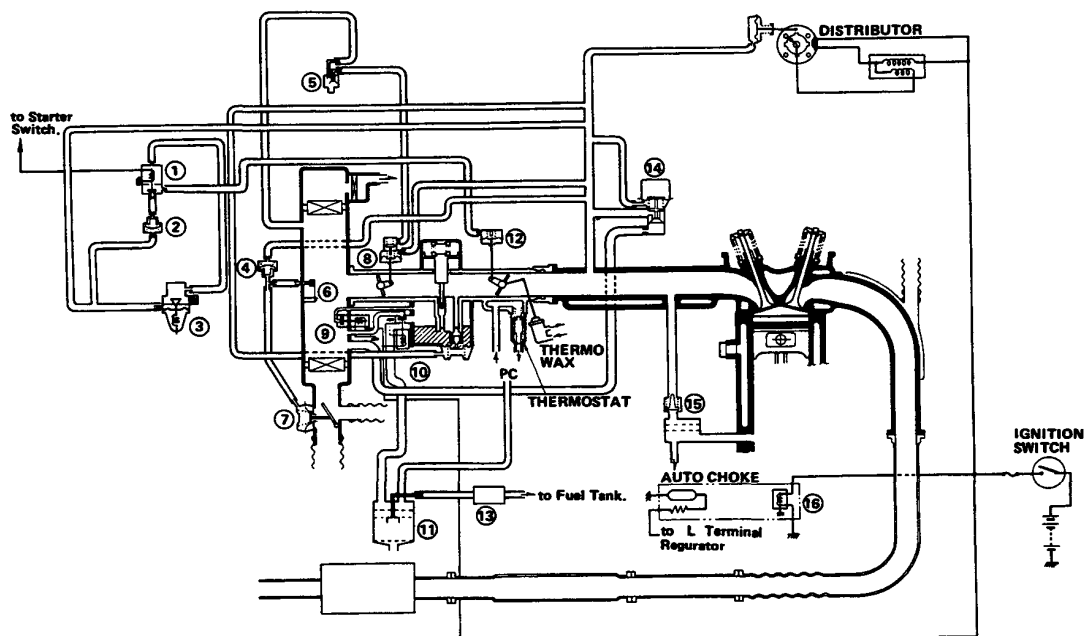 DISTRIBUTOR
⑤
to Starter
Switch.
①
⑭
②
⑫
④
⑧
⑥
③
⑨
THERMO
WAX
⑩
PC
THERMOSTAT
⑦
⑮
IGNITION
SWITCH
AUTO CHOKE
to Fuel Tank.
⑬
⑪
⑯
to L Terminal
Regurator